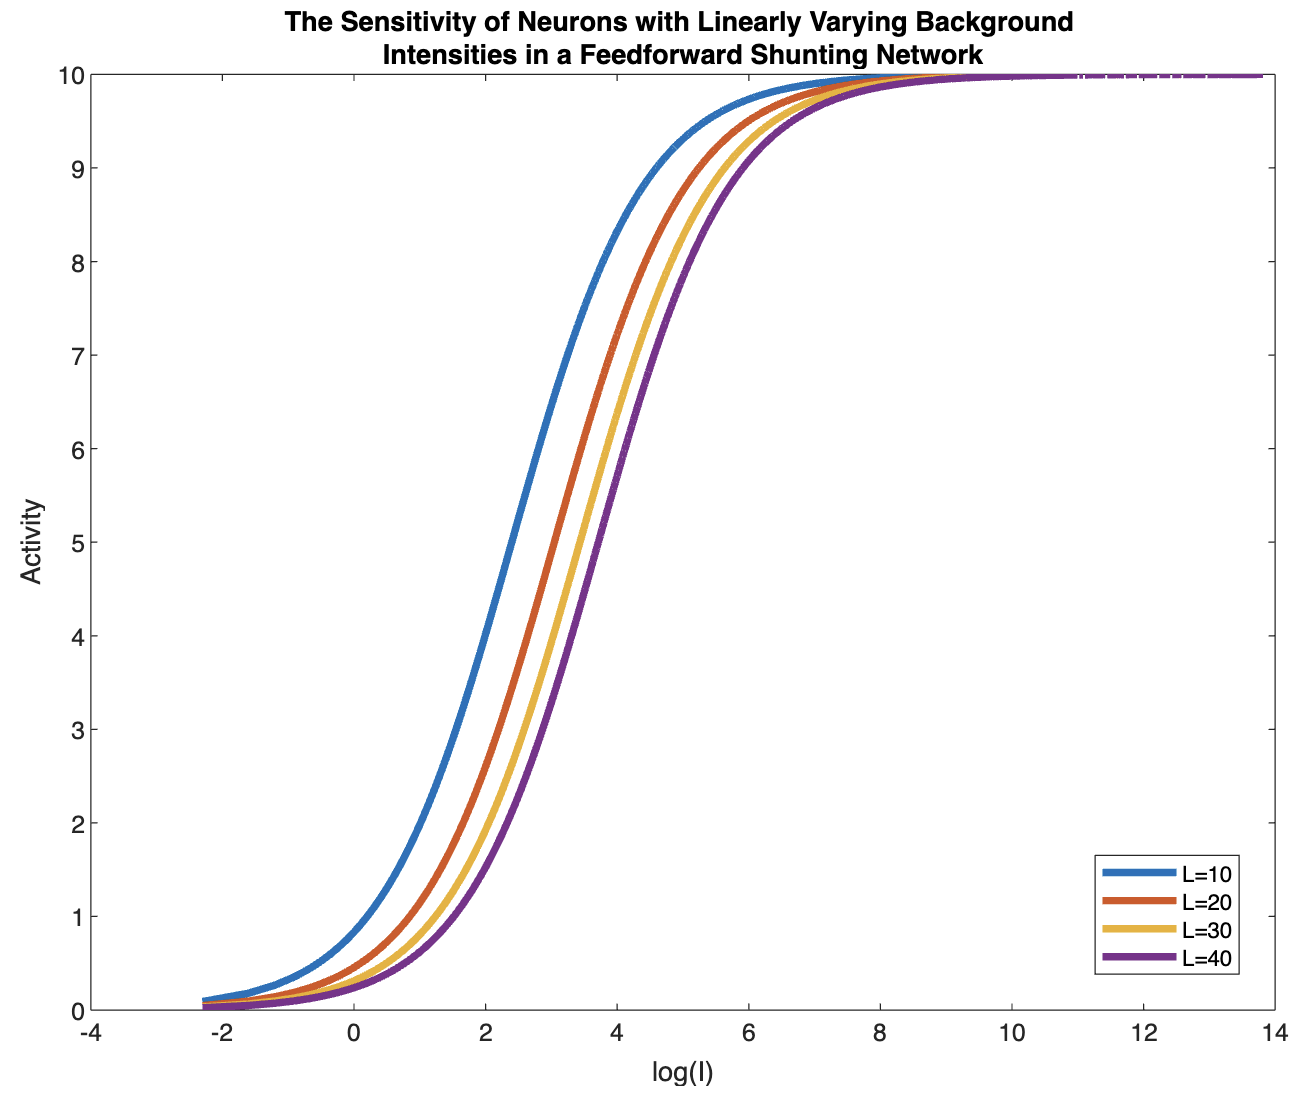 The Sensitivity of Neurons with Linearly Varying Background
Intensities in a Feedforward Shunting Network
10
9
8
7
6
5
4
3
2
1
0
Activity
-4
-2
0
2
4
6
8
10
12
14
log(I)
L=10
L=20
L=30
L=40